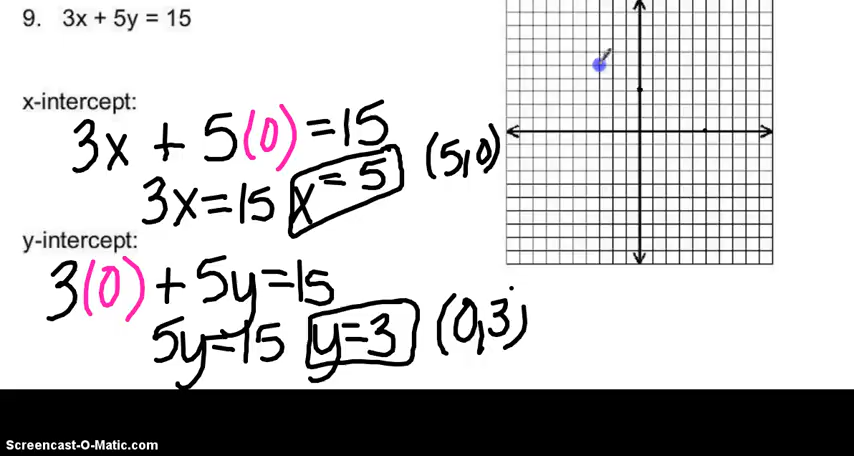 9. 3x + 5y = 15
x-intercept:
3x + 5(0) = 15
(5,0)
3x = 15 x = 5
y-intercept:
3(0) + 5y = 15
5y = 15 y = 3 (0,3)
Screencast-O-Matic.com